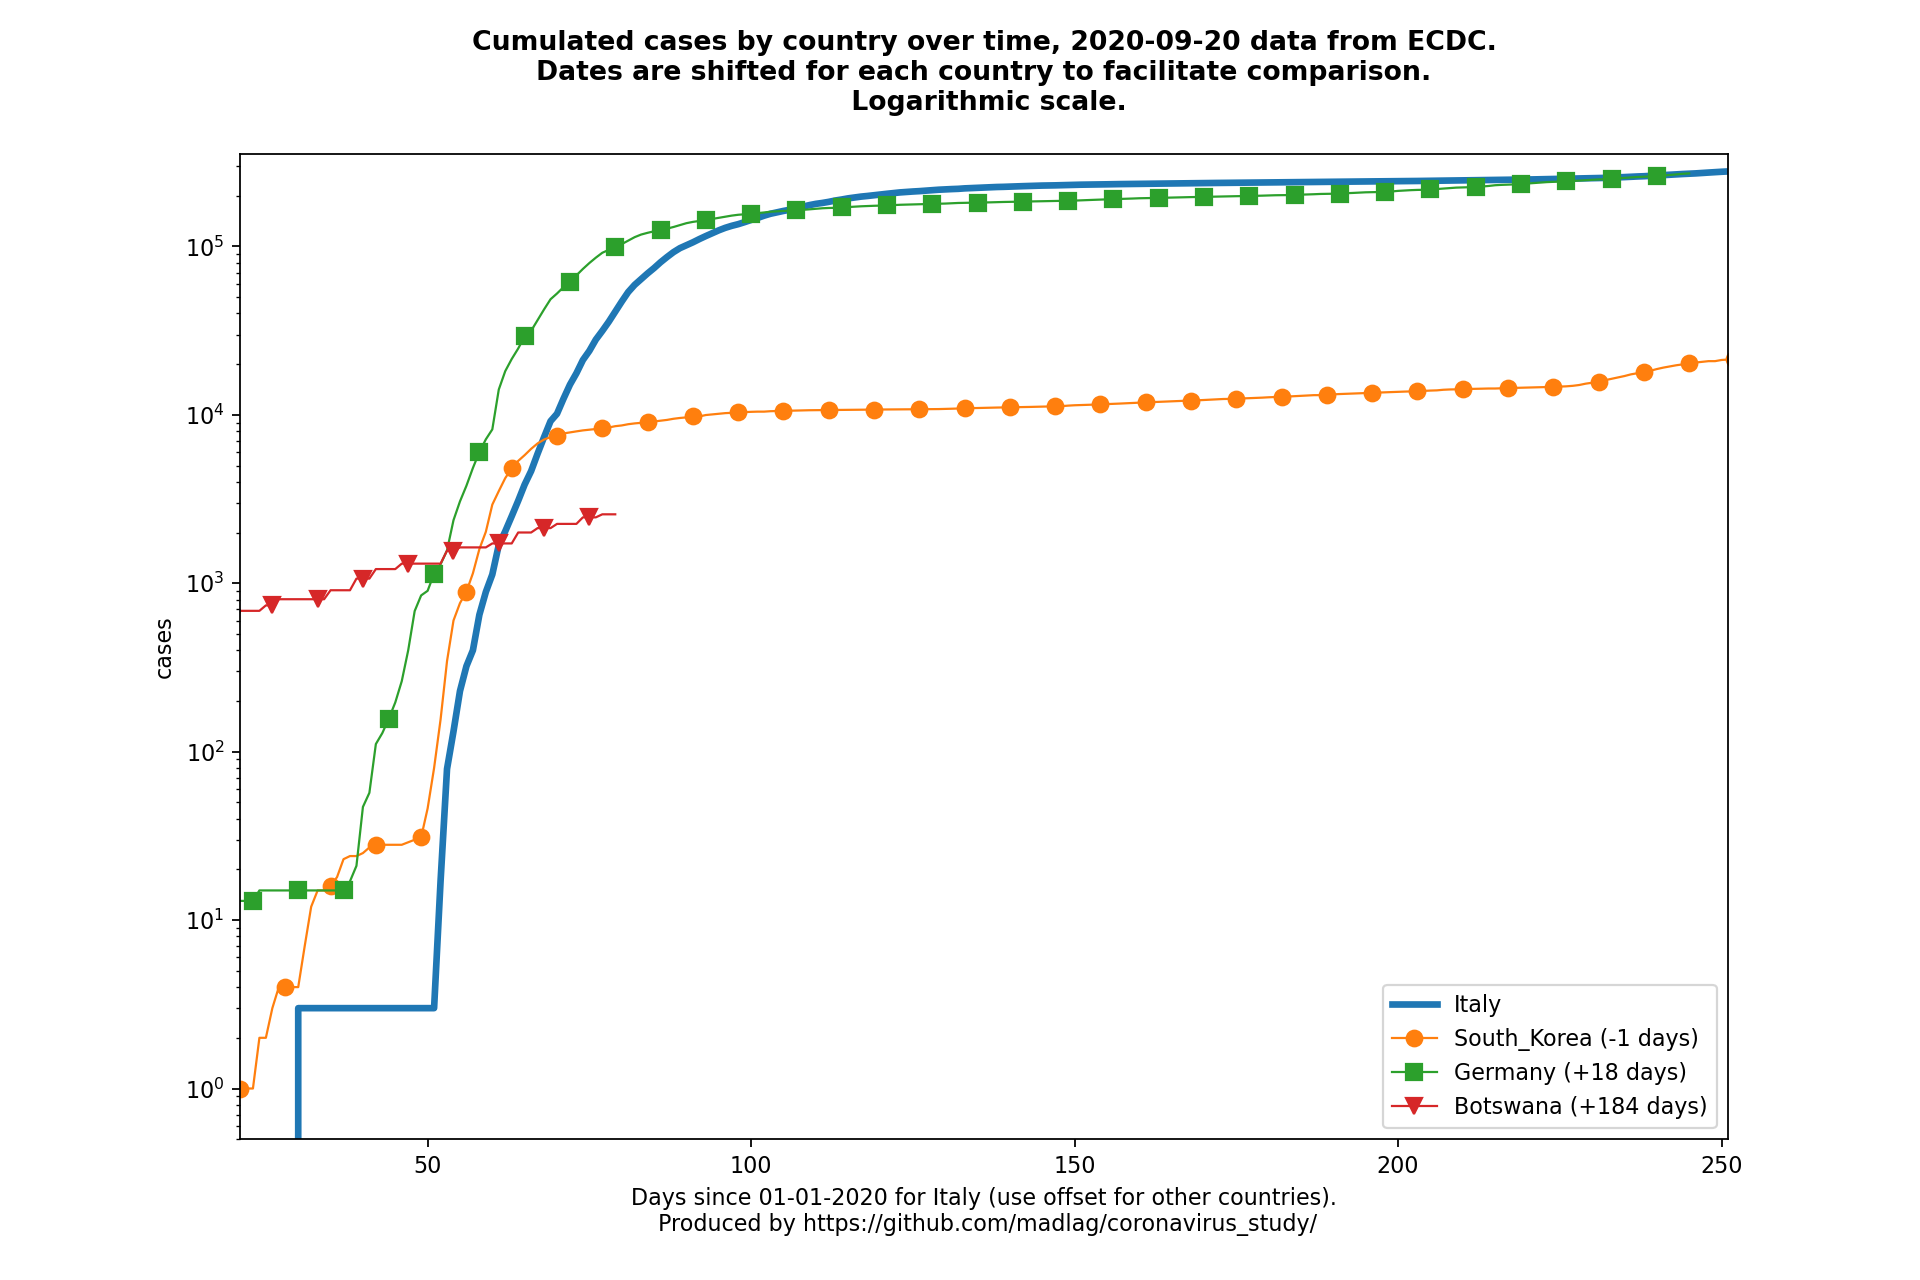 Cumulated cases by country over time, 2020-09-20 data from ECDC.
Dates are shifted for each country to facilitate comparison.
Logarithmic scale.
10^5
10^4
10^3
10^2
10^1
10^0
cases
Italy
South_Korea (-1 days)
Germany (+18 days)
Botswana (+184 days)
50 100 150 200 250
Days since 01-01-2020 for Italy (use offset for other countries).
Produced by https://github.com/madlag/coronavirus_study/